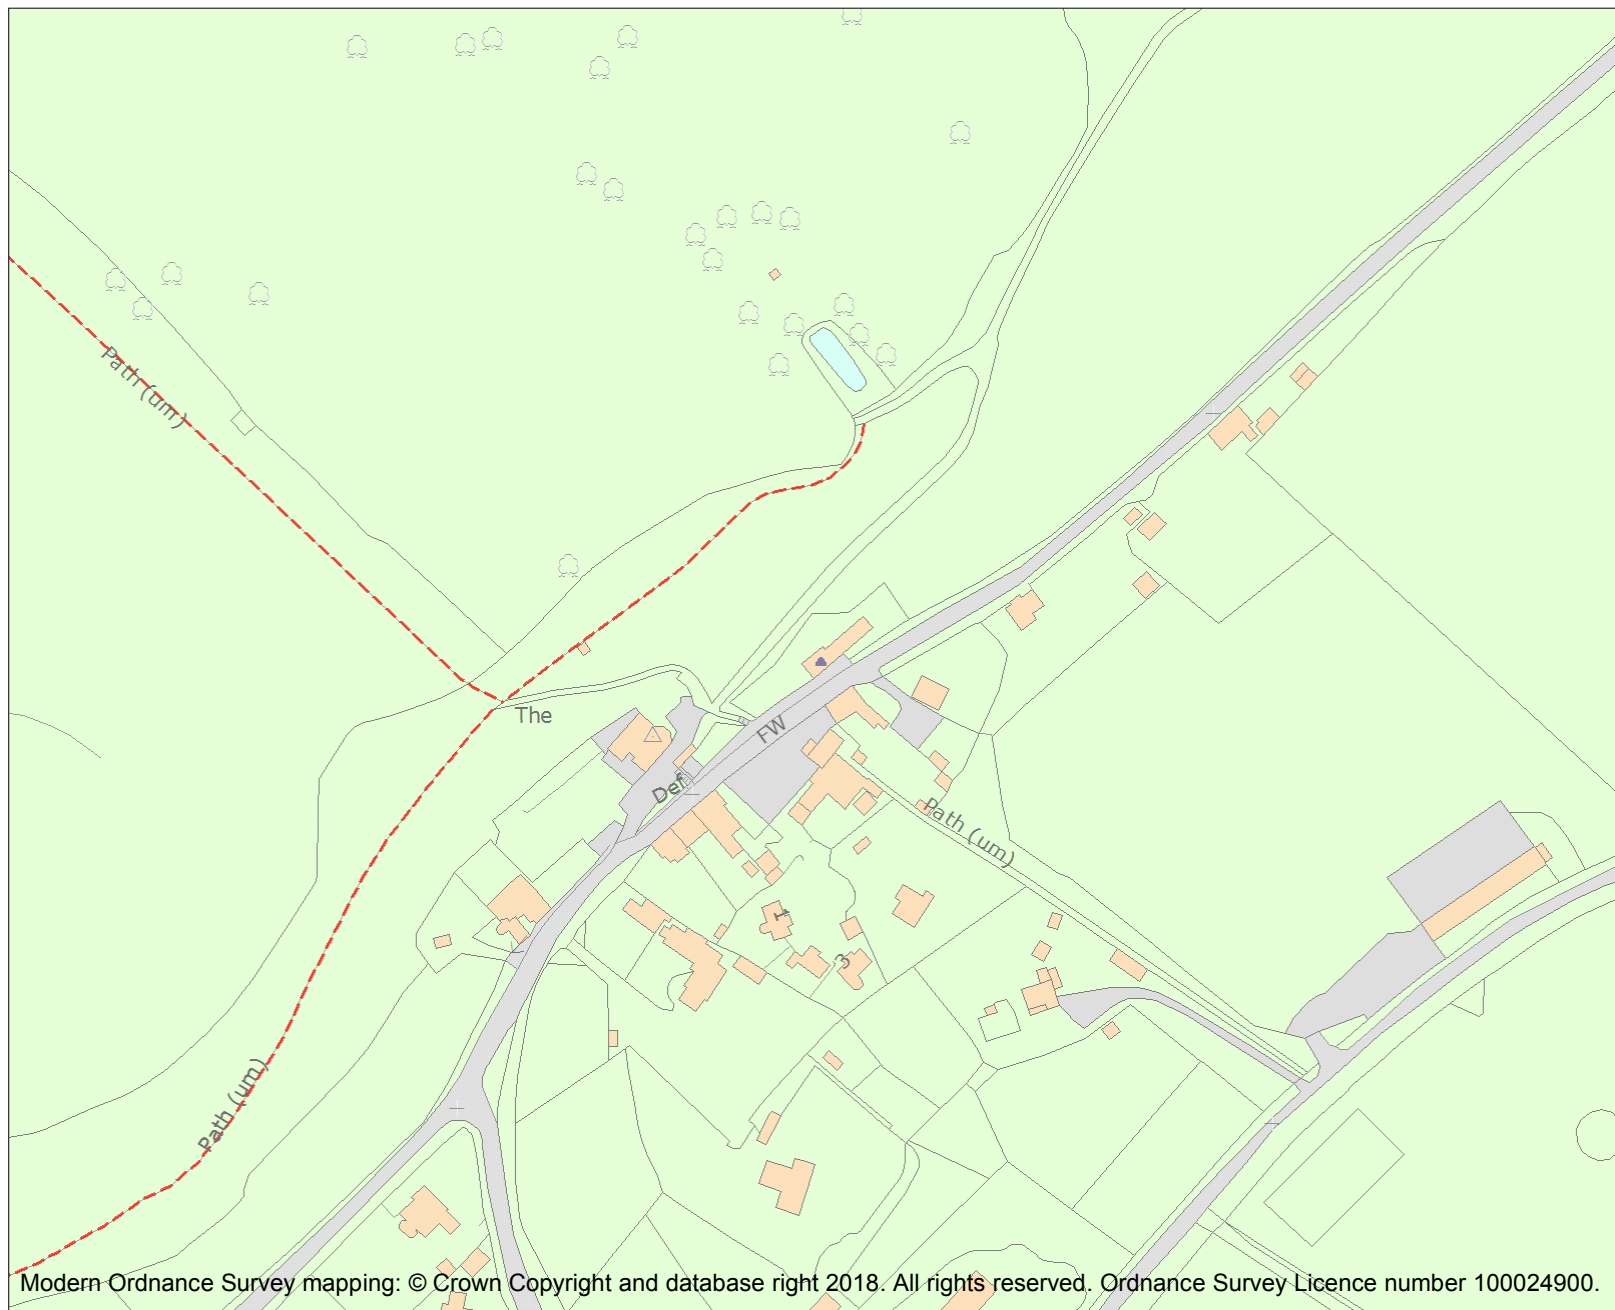 Path (um)
The
FW
Def
Path (um)
1
3
Path (um)
Modern Ordnance Survey mapping: © Crown Copyright and database right 2018. All rights reserved. Ordnance Survey Licence number 100024900.